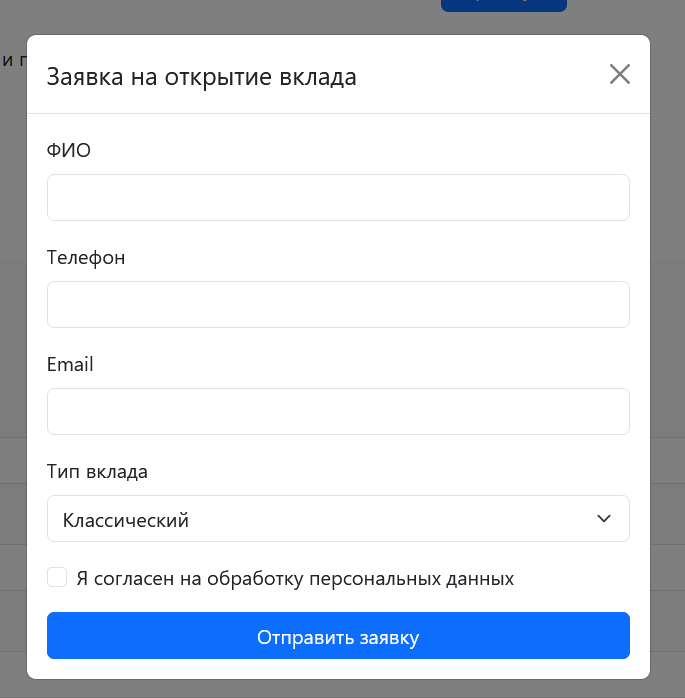 и
Заявка на открытие вклада
ФИО
Телефон
Email
Тип вклада
Классический
Я согласен на обработку персональных данных
Отправить заявку